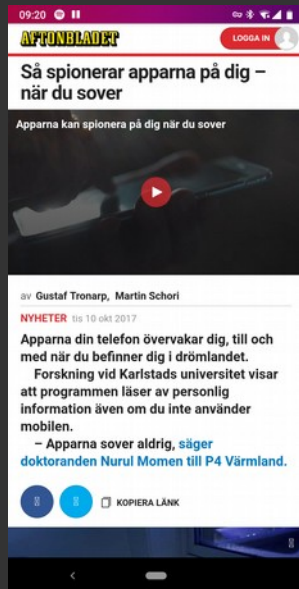 09:20
AFTONBLADET
LOGGA IN
Så spionerar apparna på dig –
när du sover
Apparna kan spionera på dig när du sover
av Gustaf Tronarp, Martin Schori
NYHETER tis 10 okt 2017
Apparna din telefon övervakar dig, till och
med när du befinner dig i drömlandet.
Forskning vid Karlstads universitet visar
att programmen läser av personlig
information även om du inte använder
mobilen.
– Apparna sover aldrig, säger
doktoranden Nurul Momen till P4 Värmland.
KOPIERA LÄNK